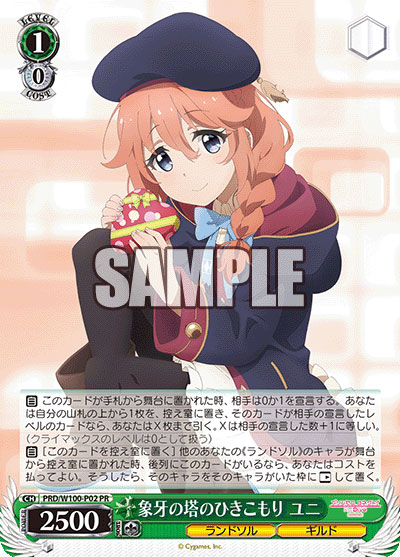 LEVEL
1
0
COST
SAMPLE
自 このカードが手札から舞台に置かれた時、相手は0か1を宣言する。あなた
は自分の山札の上から1枚を、控え室に置き、そのカードが相手の宣言した
レベルのカードなら、あなたはX枚まで引く。Xは相手の宣言した数+1に等しい。
(クライマックスのレベルは0として扱う)
自 [このカードを控え室に置く] 他のあなたの《ランドソル》のキャラが舞台
から控え室に置かれた時、後列にこのカードがいるなら、あなたはコストを
払ってよい。そうしたら、そのキャラをそのキャラがいた枠に レスト して置く。
CH PRD/W100-P02 PR
POWER
2500
象牙の塔のひきこもり ユニ
ランドソル
ギルド
© Cygames, Inc.